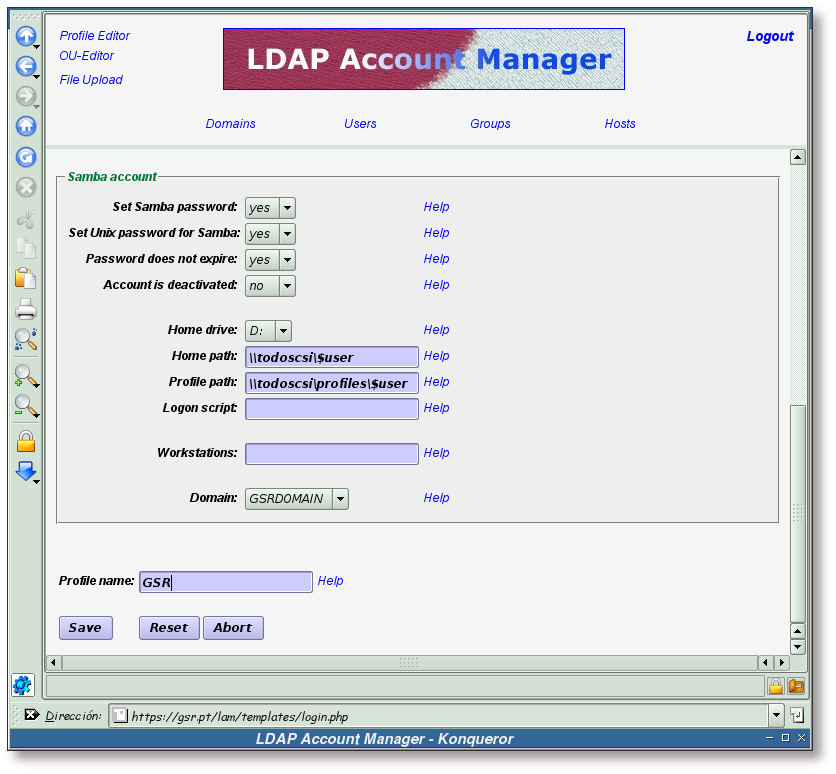 Profile Editor
OU-Editor
File Upload
LDAP Account Manager
Logout
Domains Users Groups Hosts
Samba account
Set Samba password: yes Help
Set Unix password for Samba: yes Help
Password does not expire: yes Help
Account is deactivated: no Help
Home drive: D: Help
Home path: \\todoscsi\$user Help
Profile path: \\todoscsi\profiles\$user Help
Logon script: Help
Workstations: Help
Domain: GSRDOMAIN Help
Profile name: GSR Help
Save Reset Abort
Dirección: https://gsr.pt/lam/templates/login.php
LDAP Account Manager - Konqueror